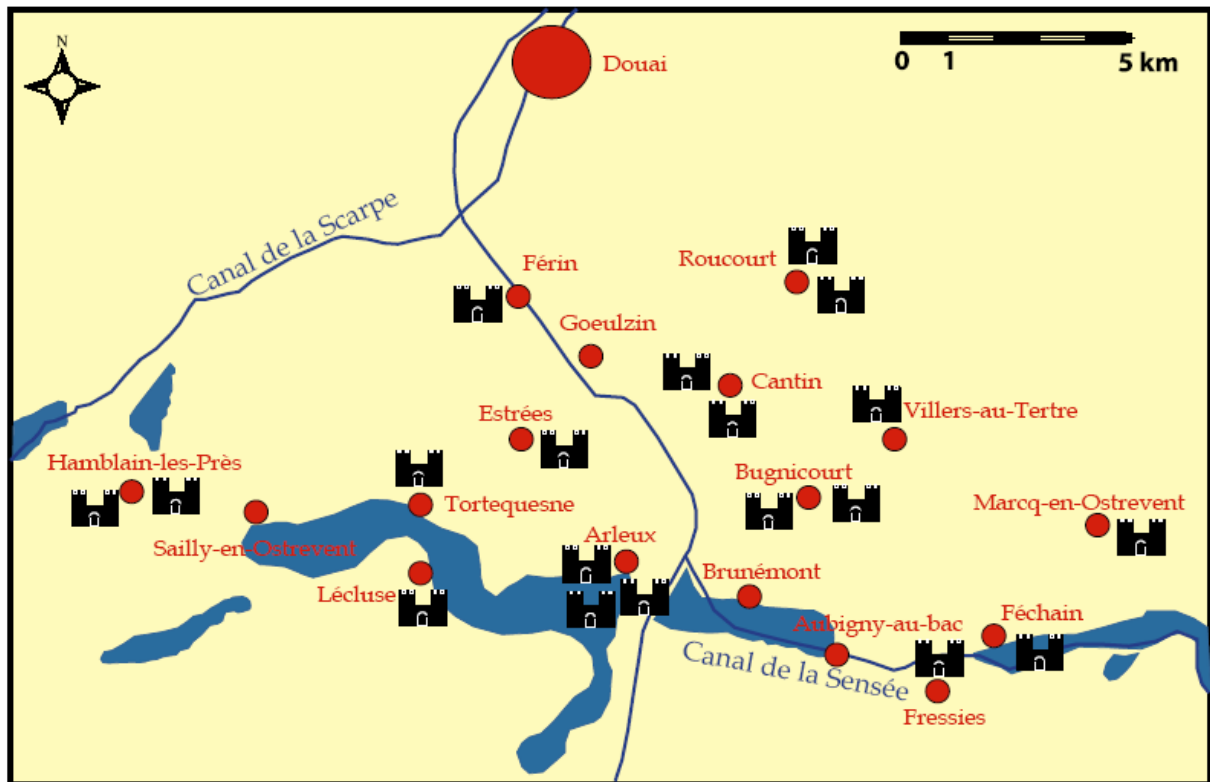 N
0 1 5 km
Douai
Canal de la Scarpe
Férin
Roucourt
Goeulzin
Cantin
Estrées
Villers-au-Tertre
Hamblain-les-Près
Bugnicourt
Tortequesne
Marcq-en-Ostrevent
Sailly-en-Ostrevent
Arleux
Brunémont
Lécluse
Féchain
Aubigny-au-bac
Canal de la Sensée
Fressies